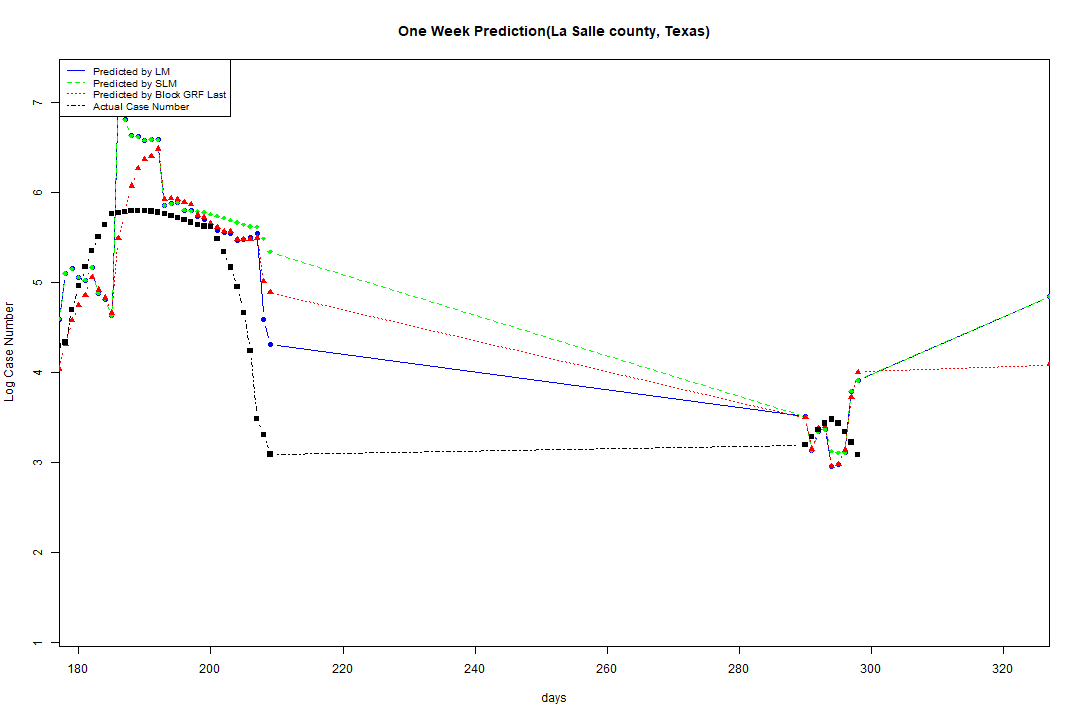 One Week Prediction(La Salle county, Texas)
Predicted by LM
Predicted by SLM
Predicted by Block GRF Last
Actual Case Number
7
6
5
4
3
2
1
Log Case Number
180 200 220 240 260 280 300 320
days